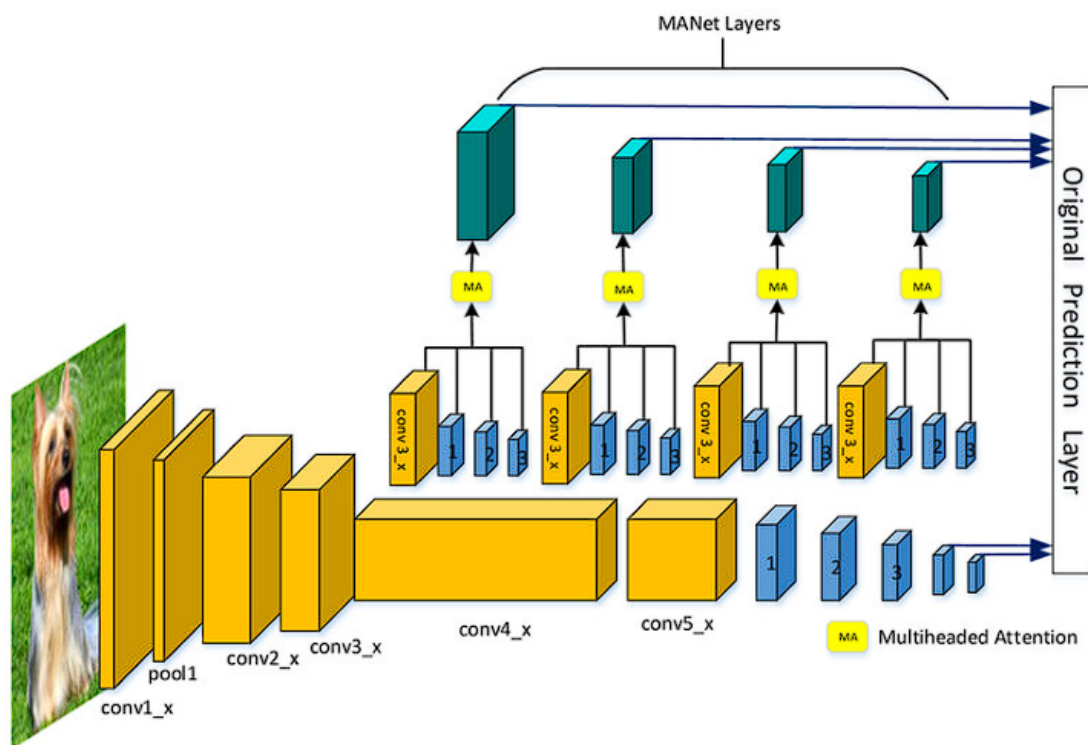 MANet Layers
MA
MA
MA
MA
conv 3_x
1
2
3
conv 3_x
1
2
3
conv 3_x
1
2
3
conv 3_x
1
2
3
Original Prediction Layer
1
2
3
conv1_x
pool1
conv2_x
conv3_x
conv4_x
conv5_x
MA Multiheaded Attention